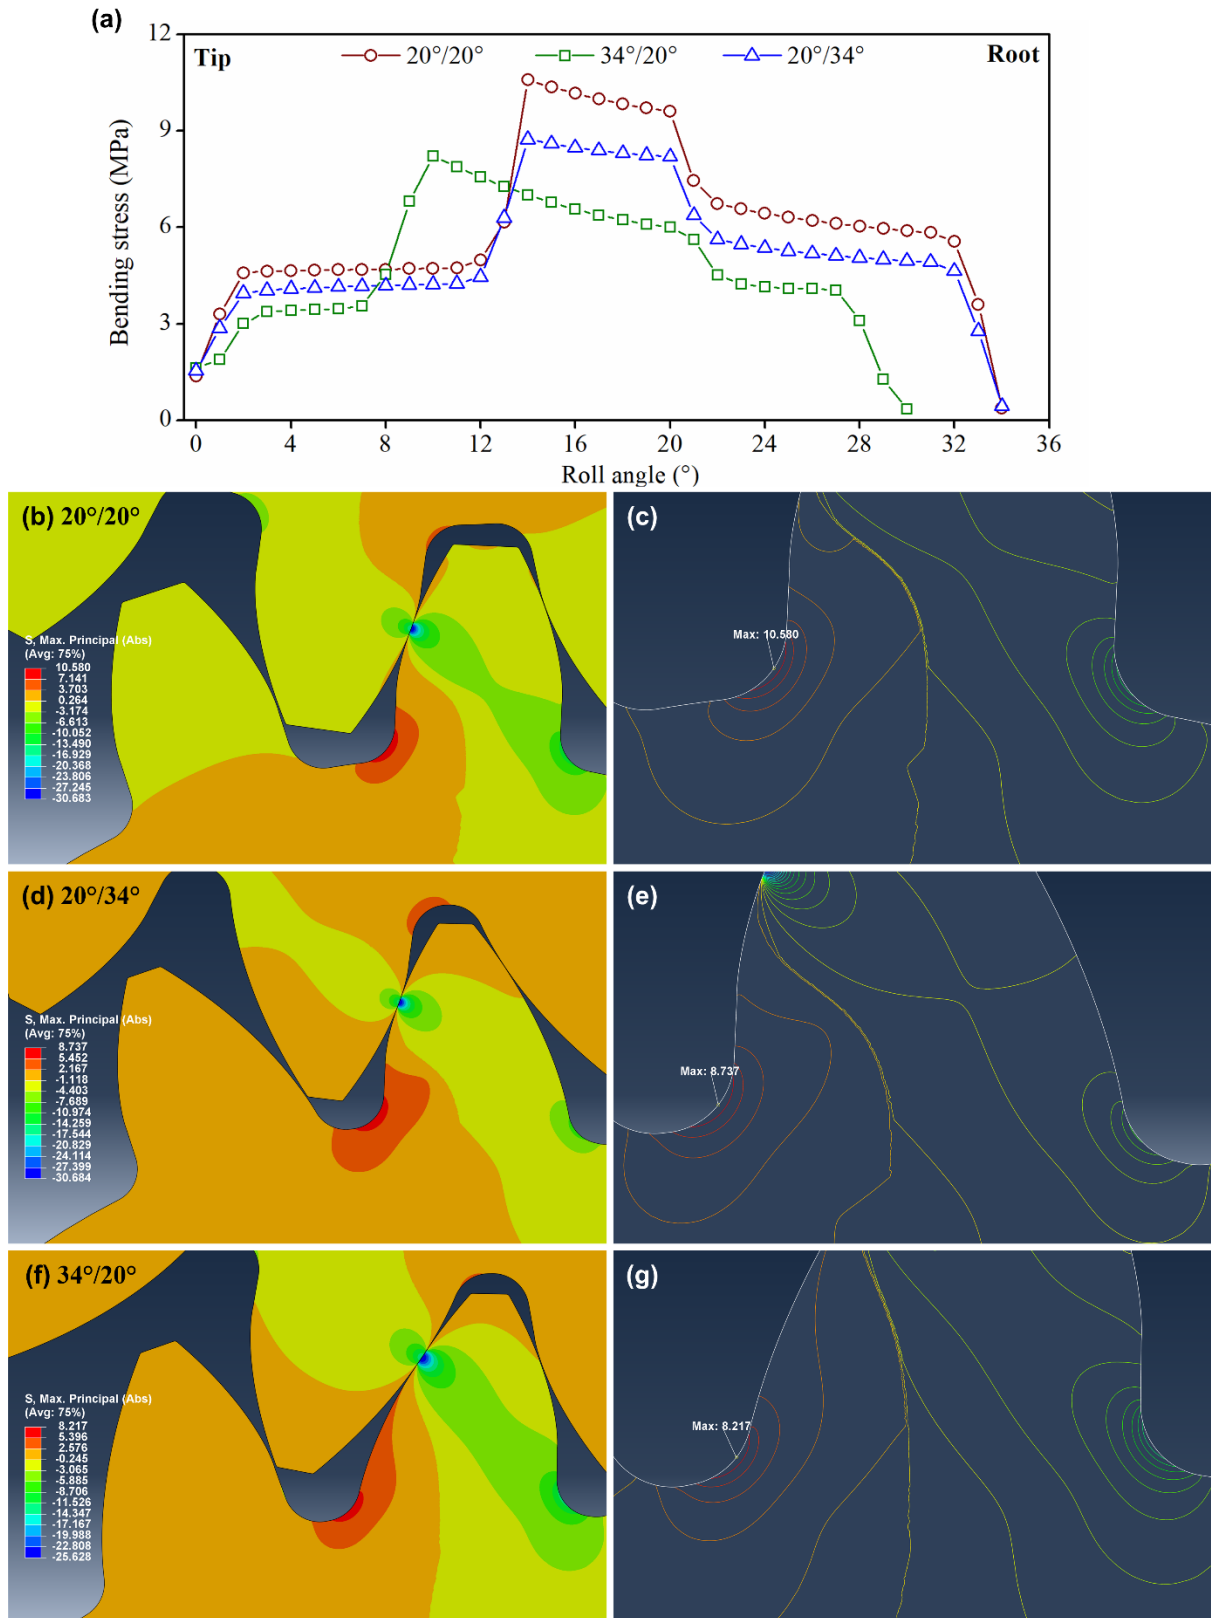 (a)
12
9
6
3
0
Bending stress (MPa)
Tip
20°/20°
34°/20°
20°/34°
Root
0 4 8 12 16 20 24 28 32 36
Roll angle (°)
(b) 20°/20°
S, Max. Principal (Abs)
(Avg: 75%)
10.580
7.141
3.703
0.264
-3.174
-6.613
-10.052
-13.490
-16.929
-20.368
-23.806
-27.245
-30.683
(c)
Max: 10.580
(d) 20°/34°
S, Max. Principal (Abs)
(Avg: 75%)
8.737
5.452
2.167
-1.118
-4.403
-7.689
-10.974
-14.259
-17.544
-20.829
-24.114
-27.399
-30.684
(e)
Max: 8.737
(f) 34°/20°
S, Max. Principal (Abs)
(Avg: 75%)
8.217
5.396
2.576
-0.245
-3.065
-5.885
-8.706
-11.526
-14.347
-17.167
-19.988
-22.808
-25.628
(g)
Max: 8.217